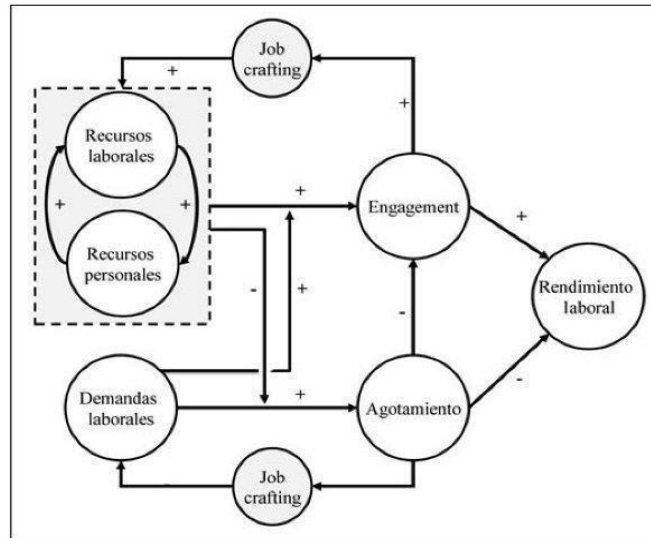 Job
crafting
+
+
Recursos
laborales
+
+
+
Recursos
personales
+
Engagement
+
-
+
-
Rendimiento
laboral
Demandas
laborales
+
Agotamiento
-
Job
crafting